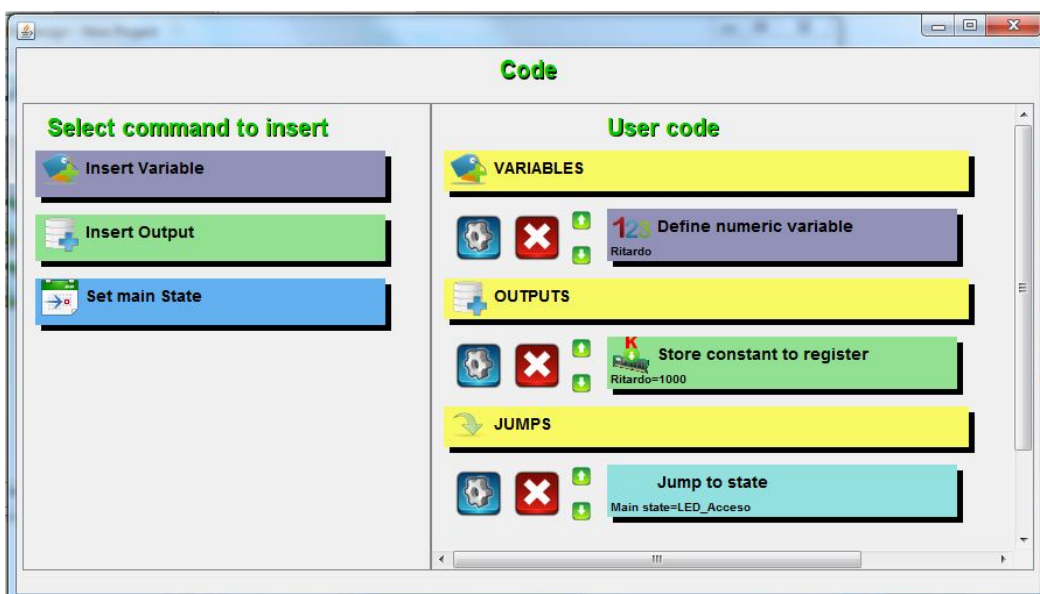 Code
Select command to insert
User code
Insert Variable
Insert Output
Set main State
VARIABLES
123 Define numeric variable
Ritardo
OUTPUTS
K
Store constant to register
Ritardo=1000
JUMPS
Jump to state
Main state=LED_Acceso